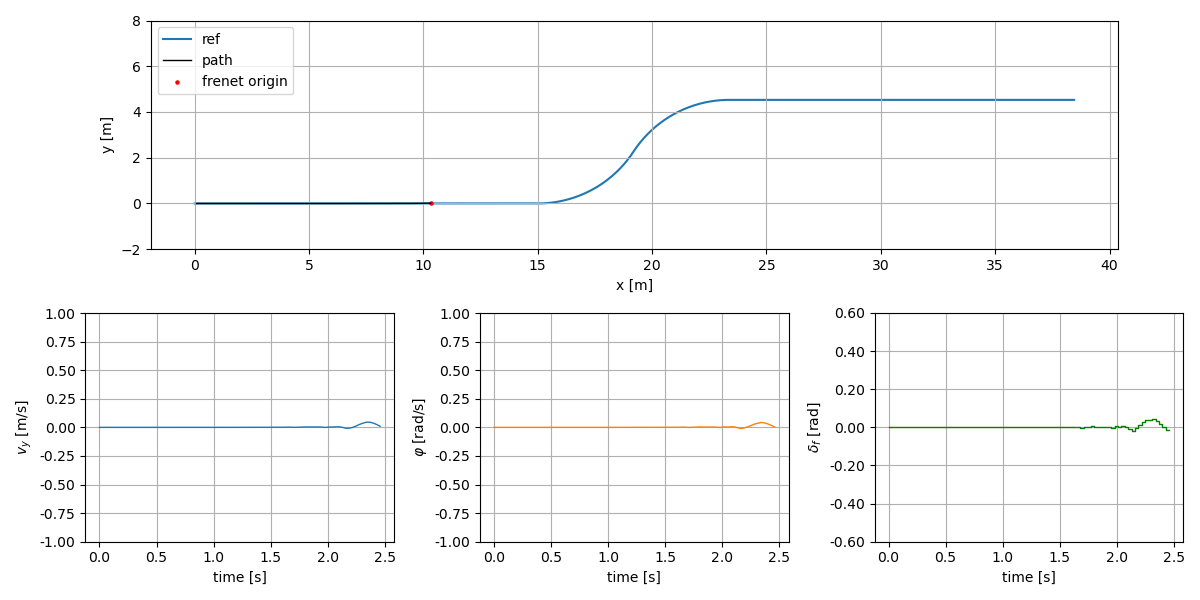 8
6
4
2
0
−2
y [m]
ref
path
frenet origin
0 5 10 15 20 25 30 35 40
x [m]
1.00
0.75
0.50
0.25
0.00
-0.25
-0.50
-0.75
-1.00
v_y [m/s]
0.0 0.5 1.0 1.5 2.0 2.5
time [s]
1.00
0.75
0.50
0.25
0.00
-0.25
-0.50
-0.75
-1.00
φ [rad/s]
0.0 0.5 1.0 1.5 2.0 2.5
time [s]
0.60
0.40
0.20
0.00
-0.20
-0.40
-0.60
δ_f [rad]
0.0 0.5 1.0 1.5 2.0 2.5
time [s]